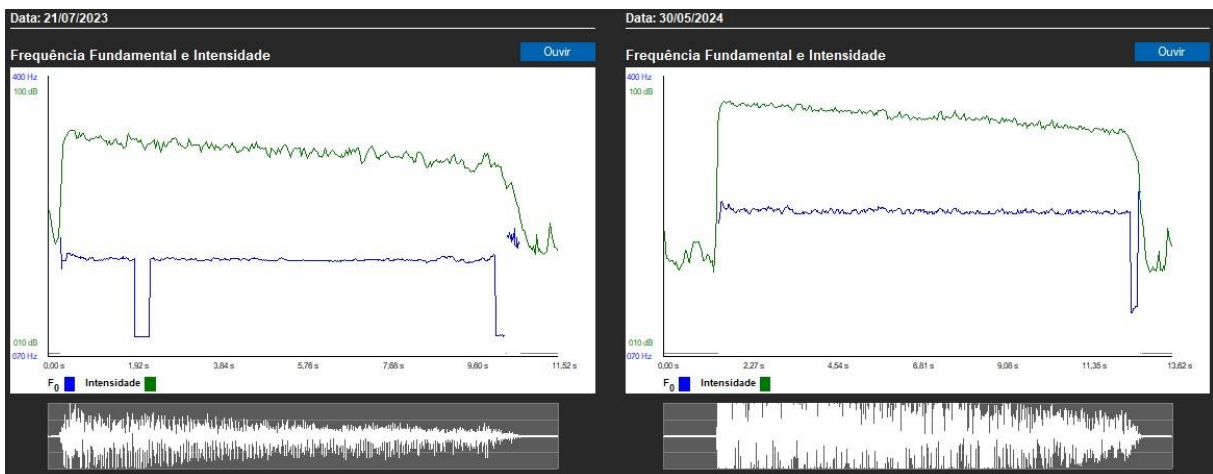 Data: 21/07/2023
Frequência Fundamental e Intensidade
Ouvir
400 Hz
100 dB
010 dB
070 Hz
0,00 s 1,92 s 3,84 s 5,76 s 7,68 s 9,60 s 11,52 s
F0 Intensidade
Data: 30/05/2024
Frequência Fundamental e Intensidade
Ouvir
400 Hz
100 dB
010 dB
070 Hz
0,00 s 2,27 s 4,54 s 6,81 s 9,08 s 11,35 s 13,62 s
F0 Intensidade